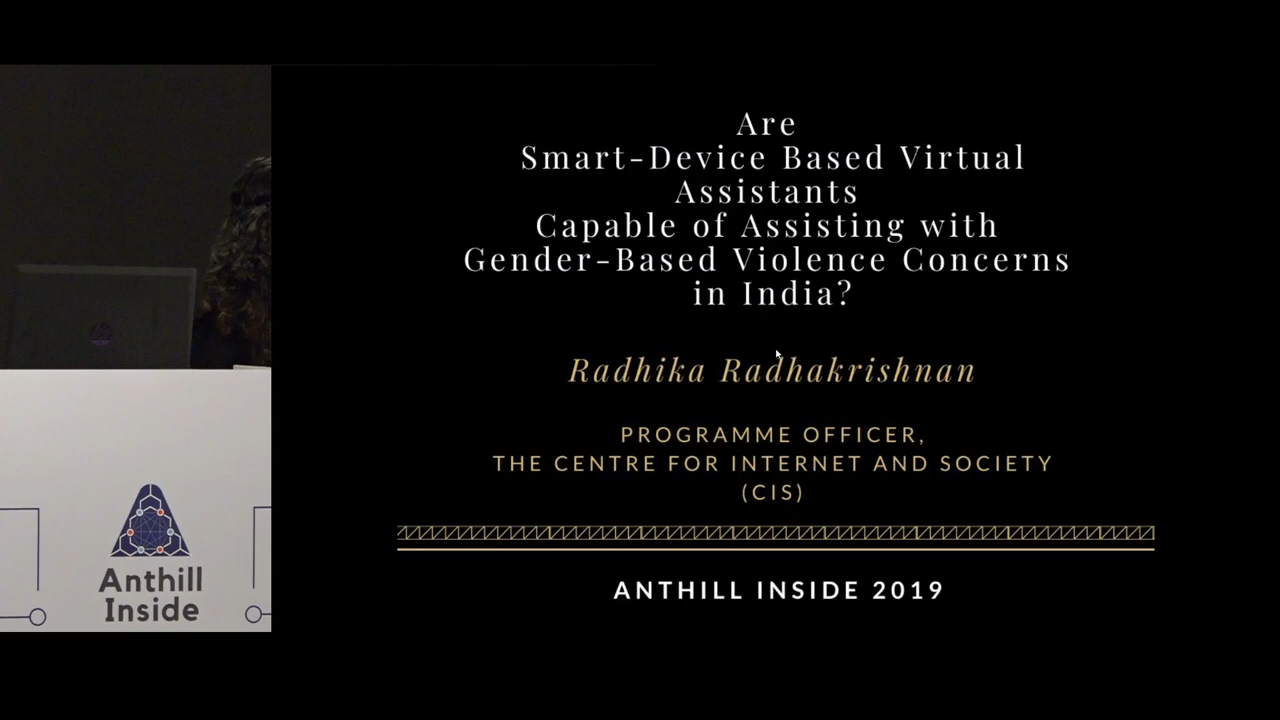 Are
Smart-Device Based Virtual
Assistants
Capable of Assisting with
Gender-Based Violence Concerns
in India?
Radhika Radhakrishnan
PROGRAMME OFFICER,
THE CENTRE FOR INTERNET AND SOCIETY
(CIS)
ANTHILL INSIDE 2019
Anthill
Inside